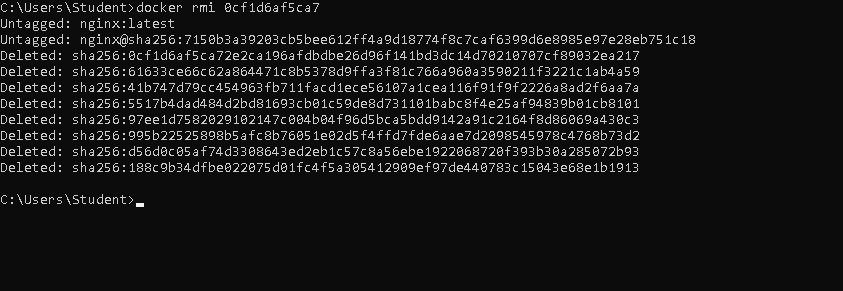 C:\Users\Student>docker rmi 0cf1d6af5ca7
Untagged: nginx:latest
Untagged: nginx@sha256:7150b3a39203cb5bee612ff4a9d18774f8c7caf6399d6e8985e97e28eb751c18
Deleted: sha256:0cf1d6af5ca72e2ca196afdbdbe26d96f141bd3dc14d70210707cf89032ea217
Deleted: sha256:61633ce66c62a864471c8b5378d9ffa3f81c766a960a3590211f3221c1ab4a59
Deleted: sha256:41b747d79cc454963fb711facd1ece56107a1cea116f91f9f2226a8ad2f6aa7a
Deleted: sha256:5517b4dad484d2bd81693cb01c59de8d731101babc8f4e25af94839b01cb8101
Deleted: sha256:97ee1d7582029102147c004b04f96d5bca5bdd9142a91c2164f8d86069a430c3
Deleted: sha256:995b22525898b5afc8b76051e02d5f4ffd7fde6aae7d2098545978c4768b73d2
Deleted: sha256:d56d0c05af74d3308643ed2eb1c57c8a56ebe1922068720f393b30a285072b93
Deleted: sha256:188c9b34dfbe022075d01fc4f5a305412909ef97de440783c15043e68e1b1913
C:\Users\Student>